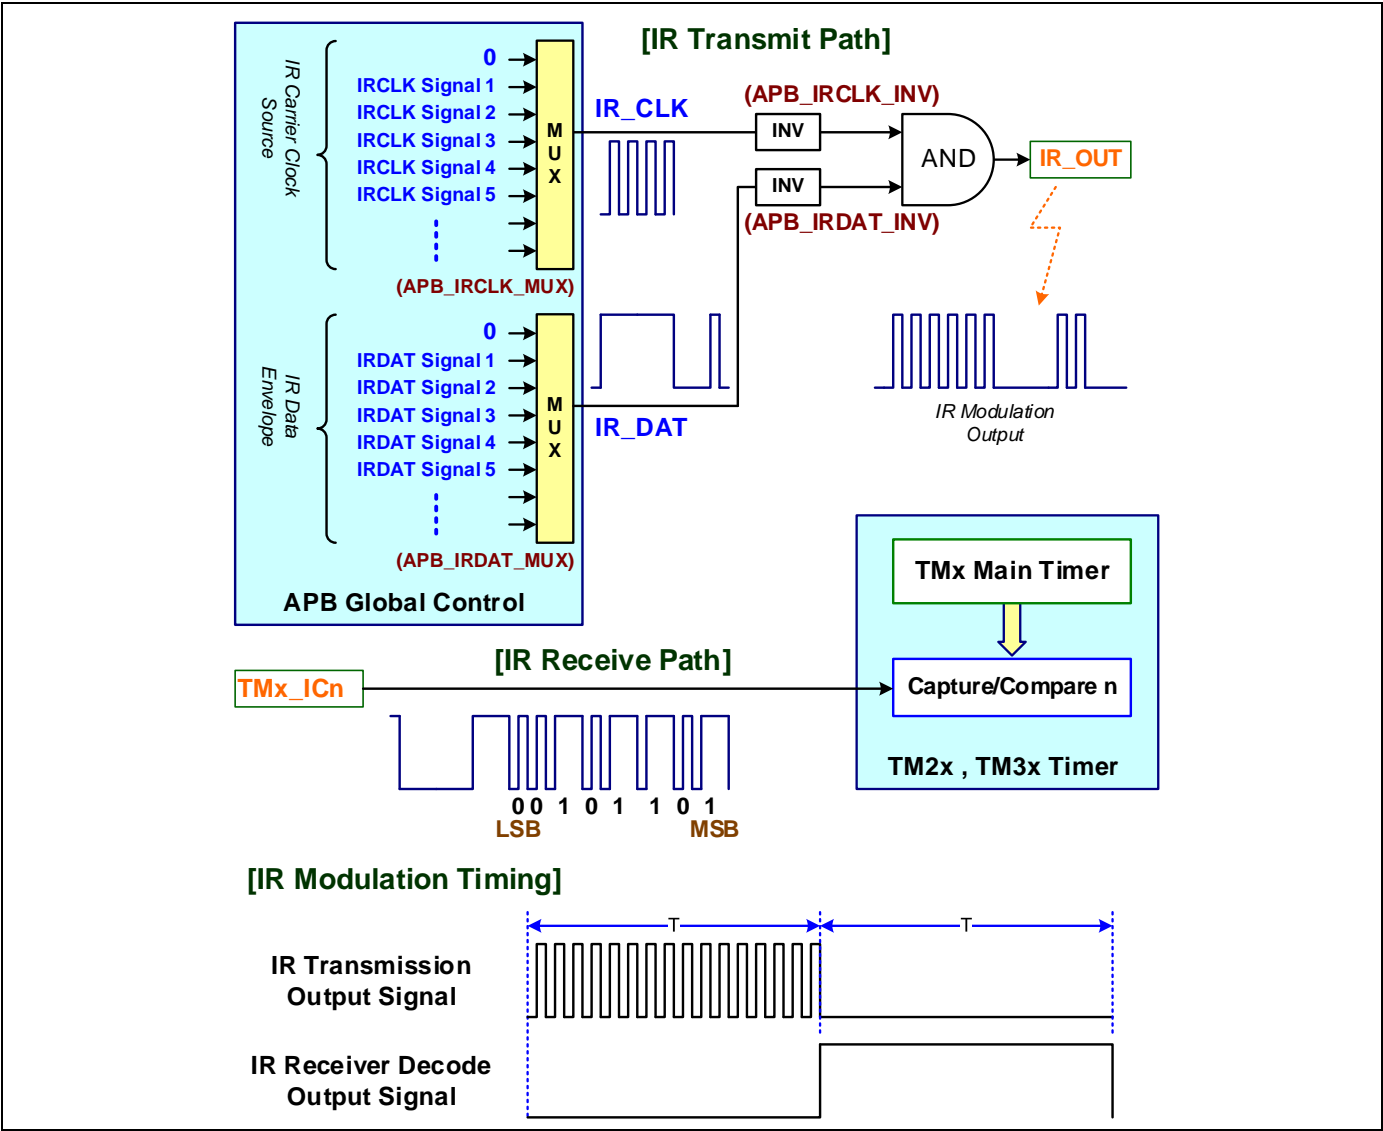 [IR Transmit Path]
IR Carrier Clock
Source
0
IRCLK Signal 1
IRCLK Signal 2
IRCLK Signal 3
IRCLK Signal 4
IRCLK Signal 5
M
U
X
(APB_IRCLK_MUX)
IR_CLK
(APB_IRCLK_INV)
INV
INV
(APB_IRDAT_INV)
AND
IR_OUT
IR Modulation
Output
IR Data
Envelope
0
IRDAT Signal 1
IRDAT Signal 2
IRDAT Signal 3
IRDAT Signal 4
IRDAT Signal 5
M
U
X
(APB_IRDAT_MUX)
IR_DAT
APB Global Control
[IR Receive Path]
TMx_ICn
0 0 1 0 1 1 0 1
LSB MSB
TMx Main Timer
Capture/Compare n
TM2x , TM3x Timer
[IR Modulation Timing]
T T
IR Transmission
Output Signal
IR Receiver Decode
Output Signal